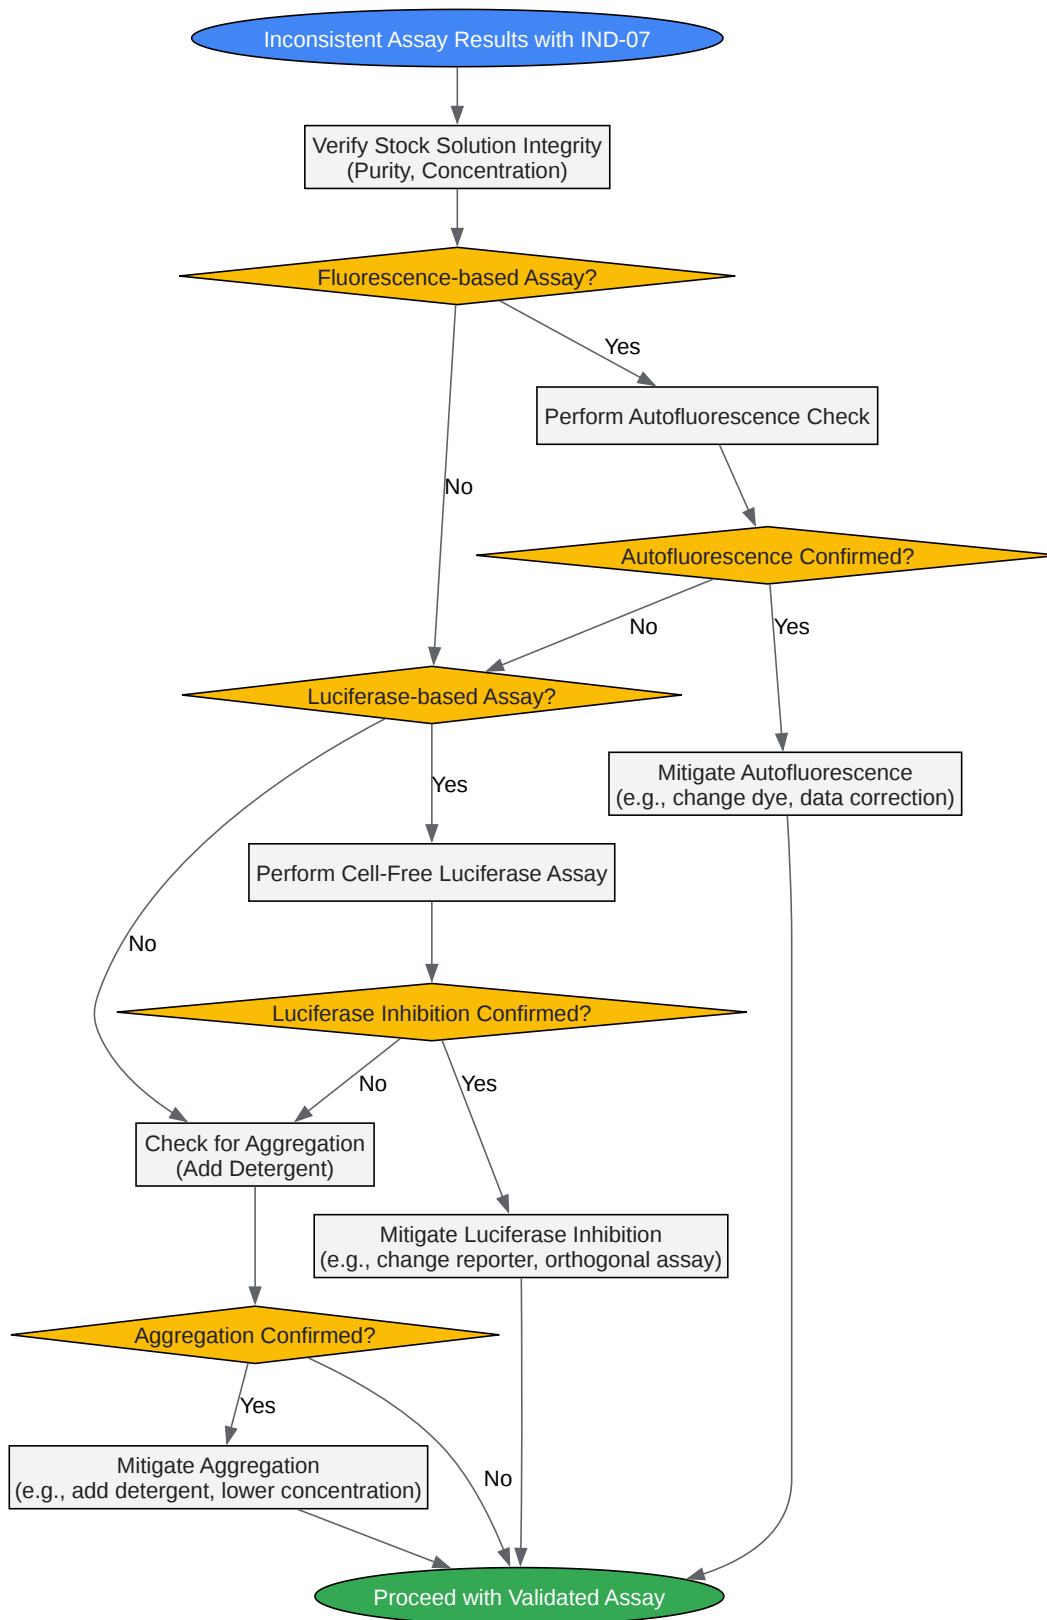 Inconsistent Assay Results with IND-07
Verify Stock Solution Integrity
(Purity, Concentration)
Fluorescence-based Assay?
Yes
Perform Autofluorescence Check
No
Autofluorescence Confirmed?
No
Yes
Luciferase-based Assay?
Mitigate Autofluorescence
(e.g., change dye, data correction)
Yes
Perform Cell-Free Luciferase Assay
No
Luciferase Inhibition Confirmed?
No
Yes
Check for Aggregation
(Add Detergent)
Mitigate Luciferase Inhibition
(e.g., change reporter, orthogonal assay)
Aggregation Confirmed?
Yes
Mitigate Aggregation
(e.g., add detergent, lower concentration)
No
Proceed with Validated Assay